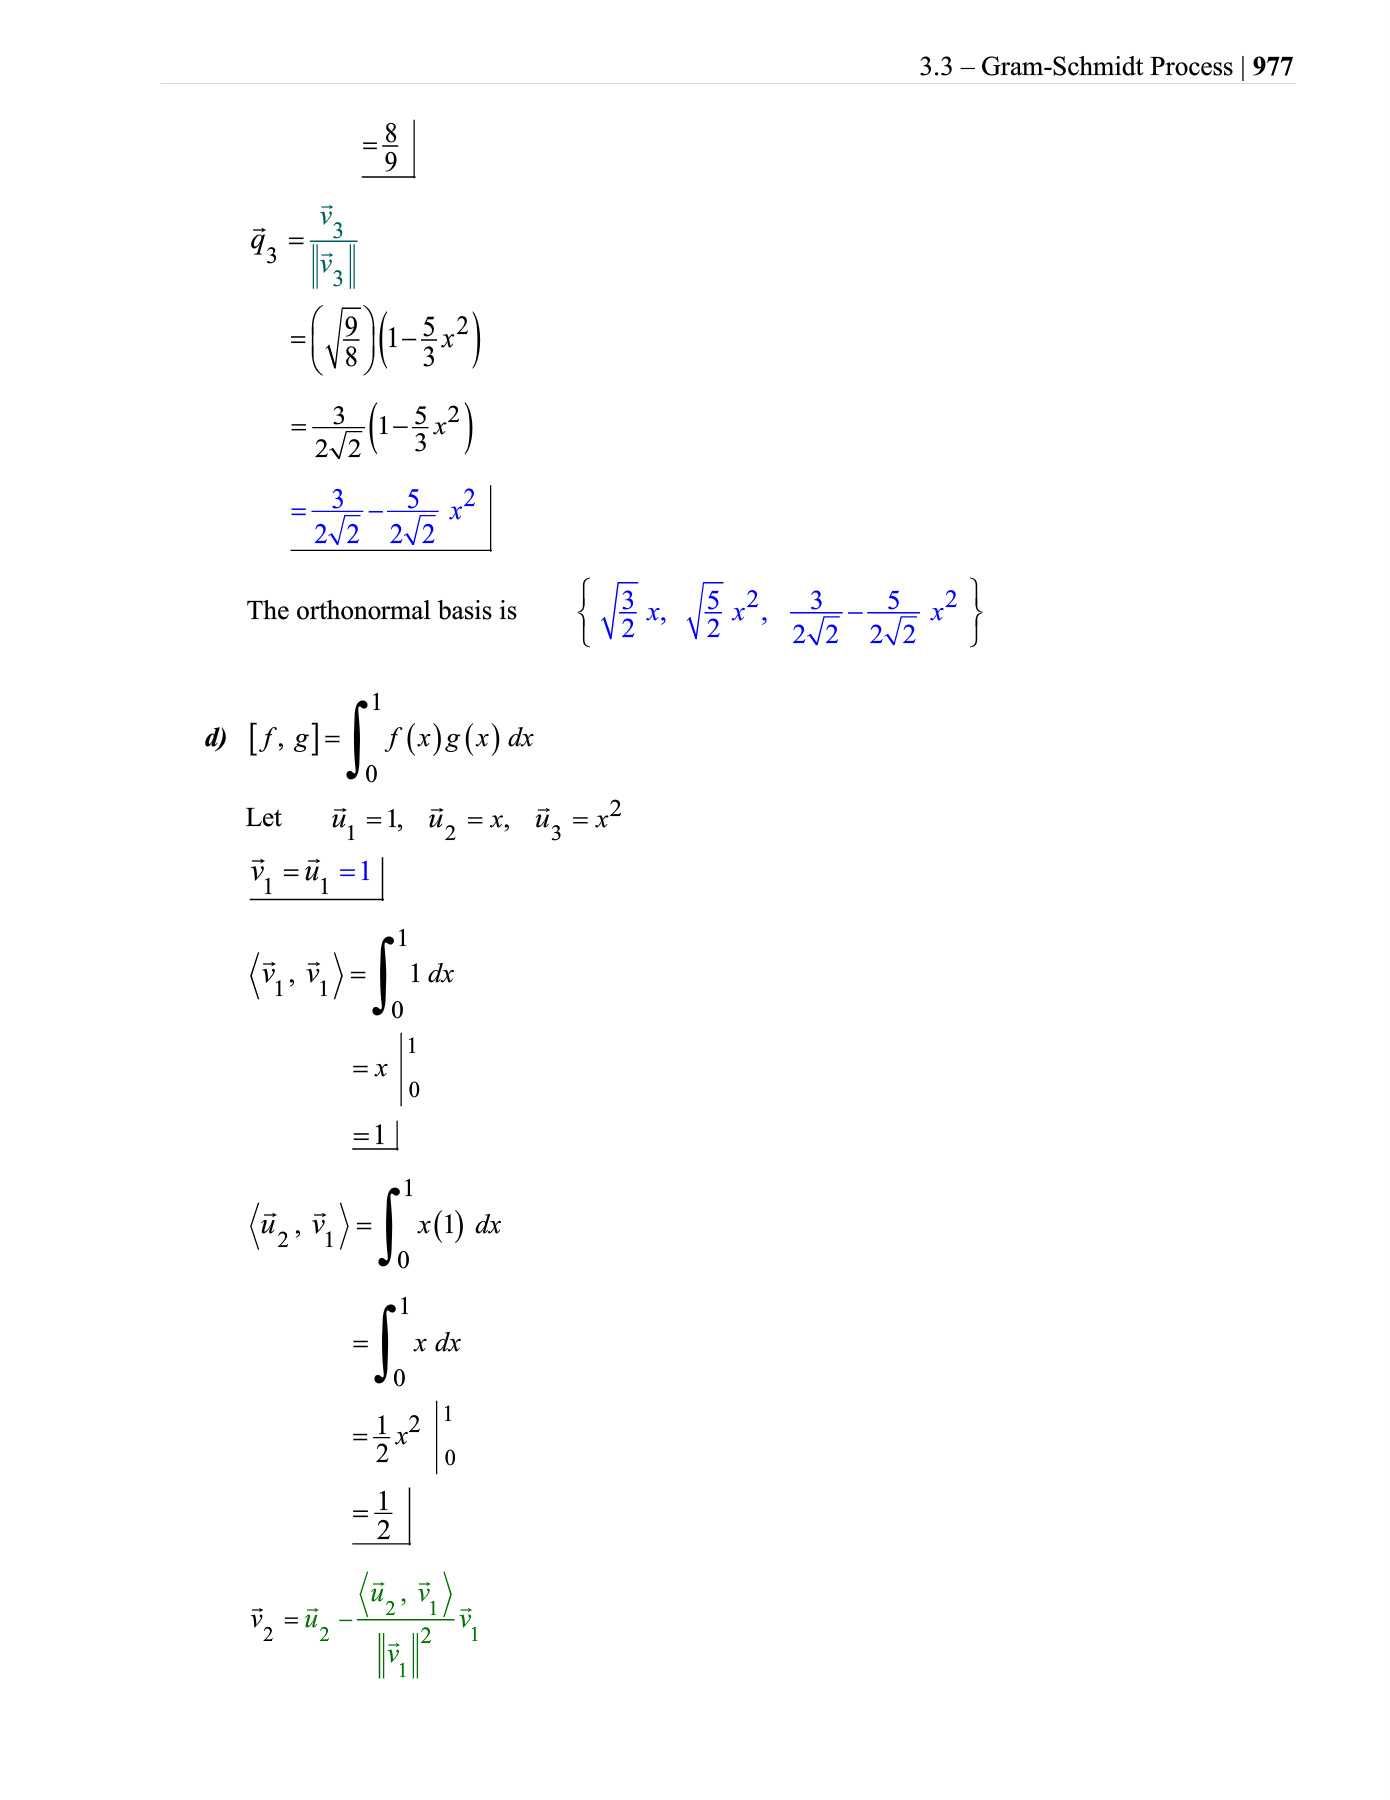 3.3 – Gram-Schmidt Process | 977
= 8/9
q⃗₃ = v⃗₃ / ‖v⃗₃‖
= (√(9/8)) (1 − 5/3 x²)
= 3/(2√2) (1 − 5/3 x²)
= 3/(2√2) − 5/(2√2) x²
The orthonormal basis is { √(3/2) x, √(5/2) x², 3/(2√2) − 5/(2√2) x² }
d) [f, g] = ∫₀¹ f(x)g(x) dx
Let u⃗₁ = 1, u⃗₂ = x, u⃗₃ = x²
v⃗₁ = u⃗₁ = 1
⟨v⃗₁, v⃗₁⟩ = ∫₀¹ 1 dx
= x |₀¹
= 1
⟨u⃗₂, v⃗₁⟩ = ∫₀¹ x(1) dx
= ∫₀¹ x dx
= 1/2 x² |₀¹
= 1/2
v⃗₂ = u⃗₂ − ⟨u⃗₂, v⃗₁⟩ / ‖v⃗₁‖² v⃗₁